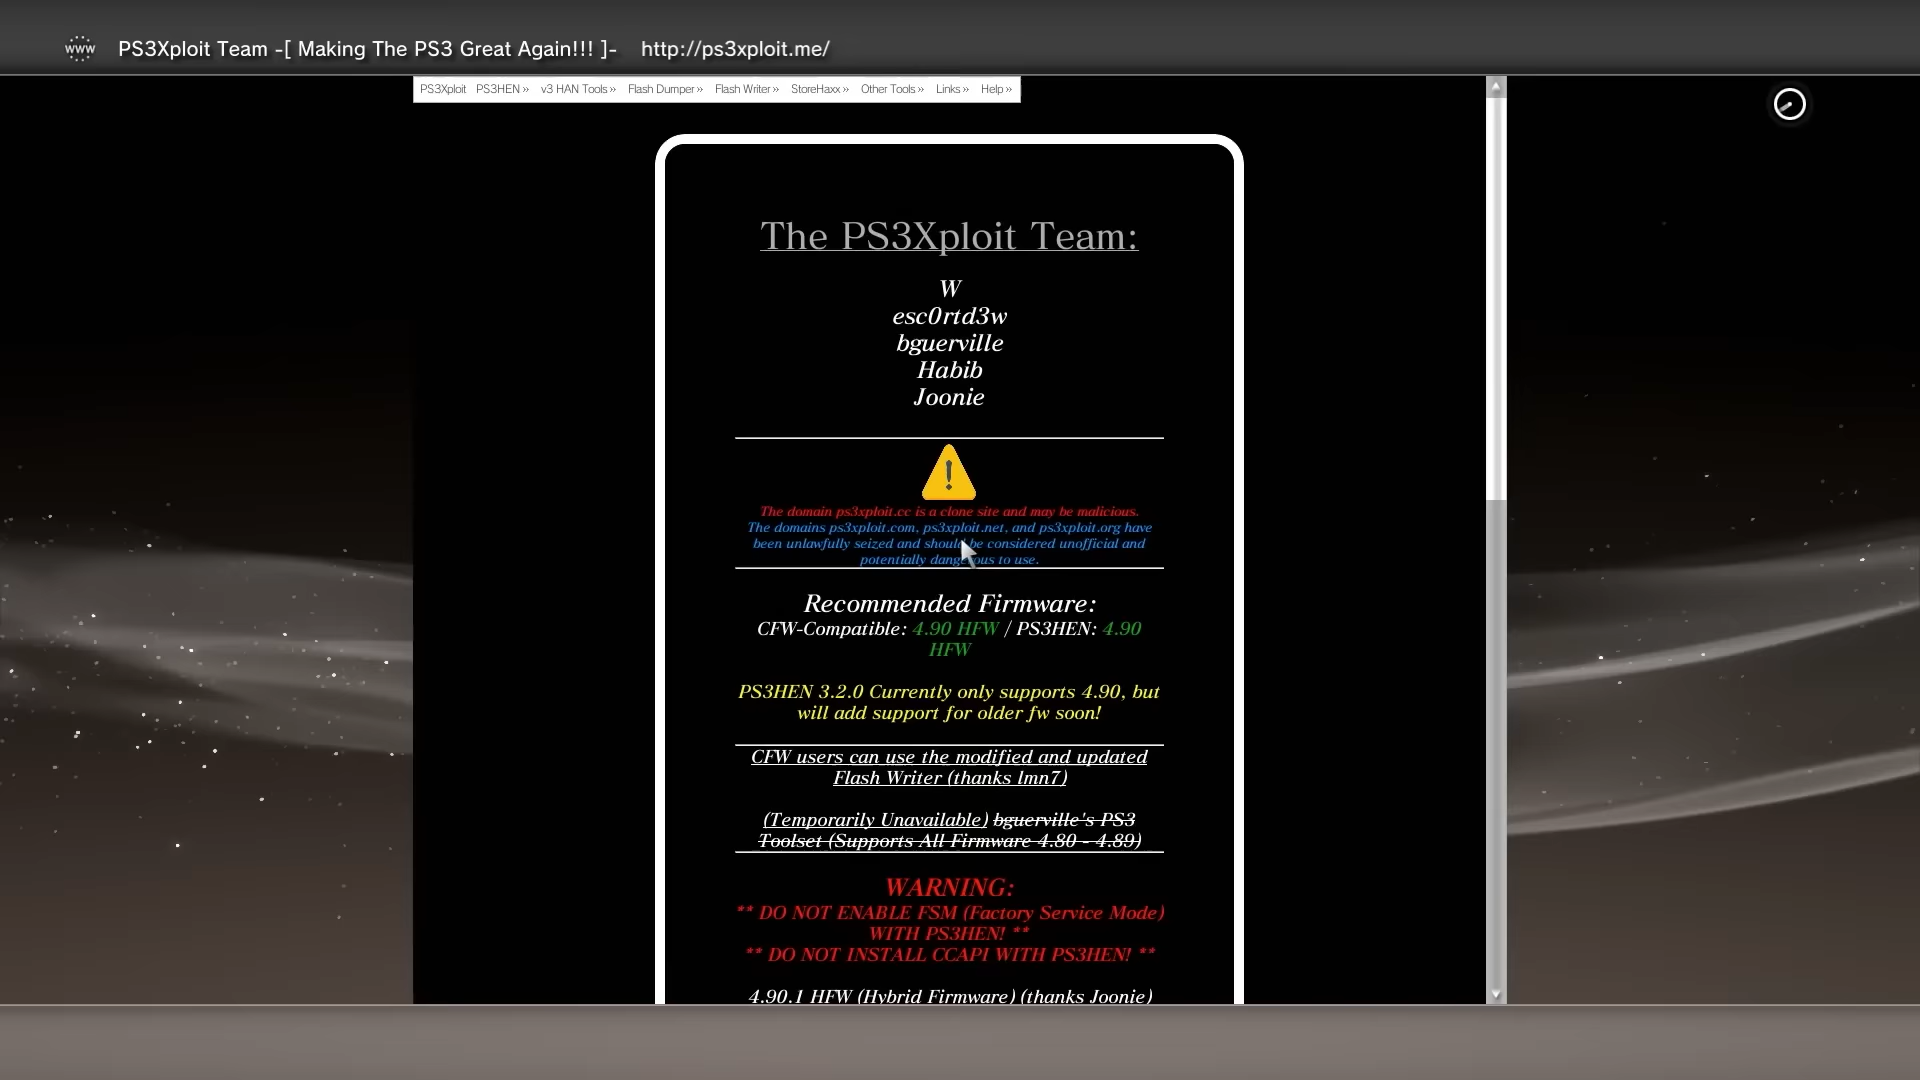 www PS3Xploit Team -[ Making The PS3 Great Again!!! ]- http://ps3xploit.me/
PS3Xploit PS3HEN » v3 HAN Tools » Flash Dumper » Flash Writer » StoreHaxx » Other Tools » Links » Help »
The PS3Xploit Team:
W
esc0rtd3w
bguerville
Habib
Joonie
The domain ps3xploit.cc is a clone site and may be malicious.
The domains ps3xploit.com, ps3xploit.net, and ps3xploit.org have
been unlawfully seized and should be considered unofficial and
potentially dangerous to use.
Recommended Firmware:
CFW-Compatible: 4.90 HFW / PS3HEN: 4.90
HFW
PS3HEN 3.2.0 Currently only supports 4.90, but
will add support for older fw soon!
CFW users can use the modified and updated
Flash Writer (thanks lmn7)
(Temporarily Unavailable) bguerville's PS3
Toolset (Supports All Firmware 4.80 - 4.89)
WARNING:
** DO NOT ENABLE FSM (Factory Service Mode)
WITH PS3HEN! **
** DO NOT INSTALL CCAPI WITH PS3HEN! **
4.90.1 HFW (Hybrid Firmware) (thanks Joonie)